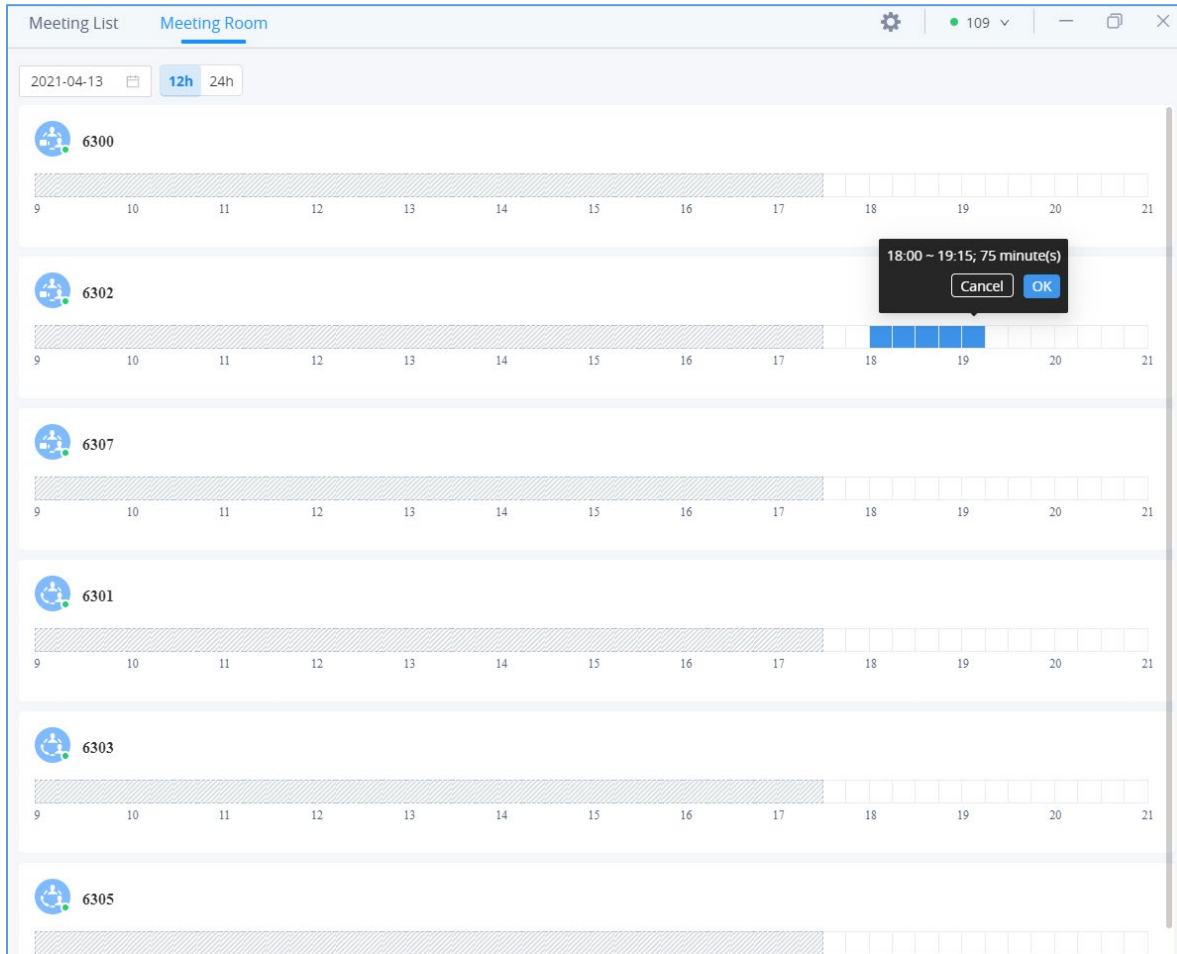 Meeting List Meeting Room 109
2021-04-13 12h 24h
6300
9 10 11 12 13 14 15 16 17 18 19 20 21
18:00 ~ 19:15; 75 minute(s)
Cancel OK
6302
9 10 11 12 13 14 15 16 17 18 19 20 21
6307
9 10 11 12 13 14 15 16 17 18 19 20 21
6301
9 10 11 12 13 14 15 16 17 18 19 20 21
6303
9 10 11 12 13 14 15 16 17 18 19 20 21
6305